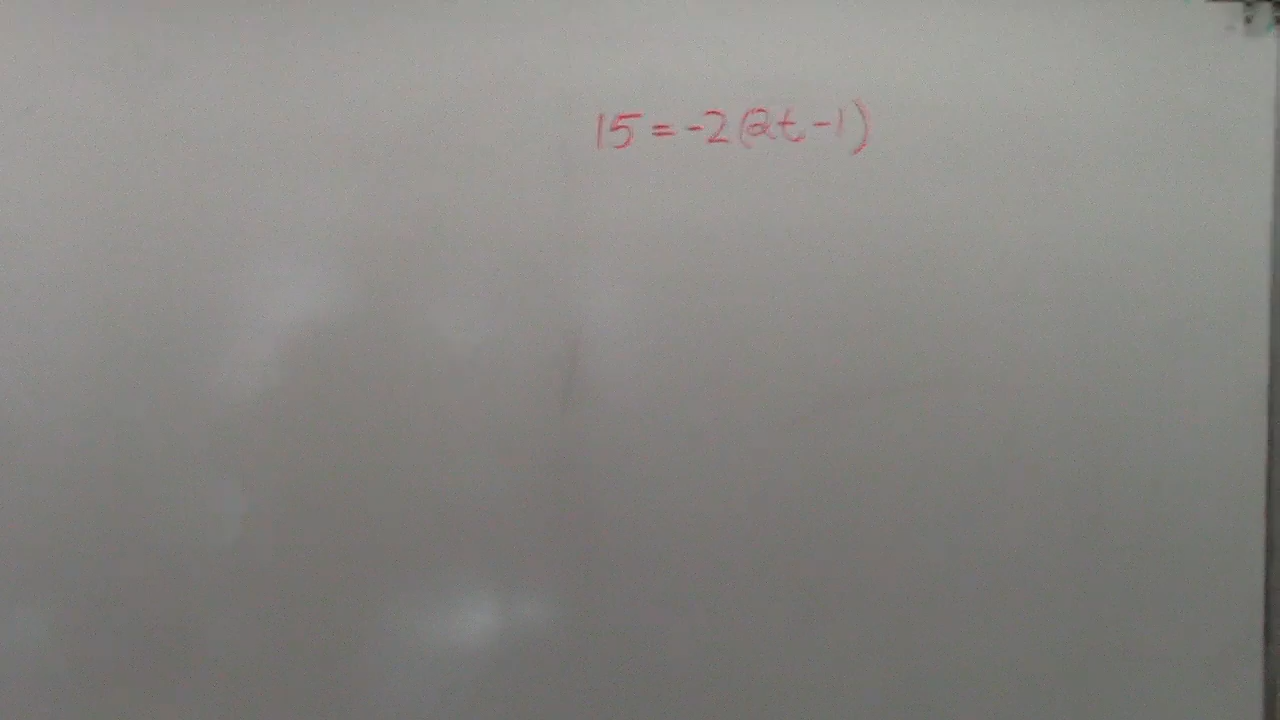 15 = -2(2t-1)